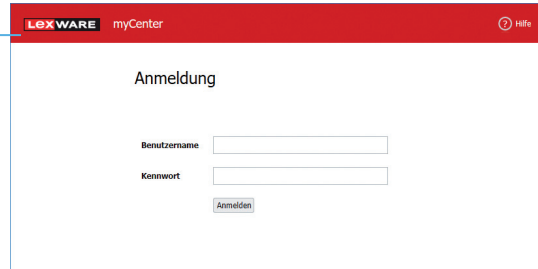 LEXWARE myCenter ? Hilfe
Anmeldung
Benutzername
Kennwort
Anmelden